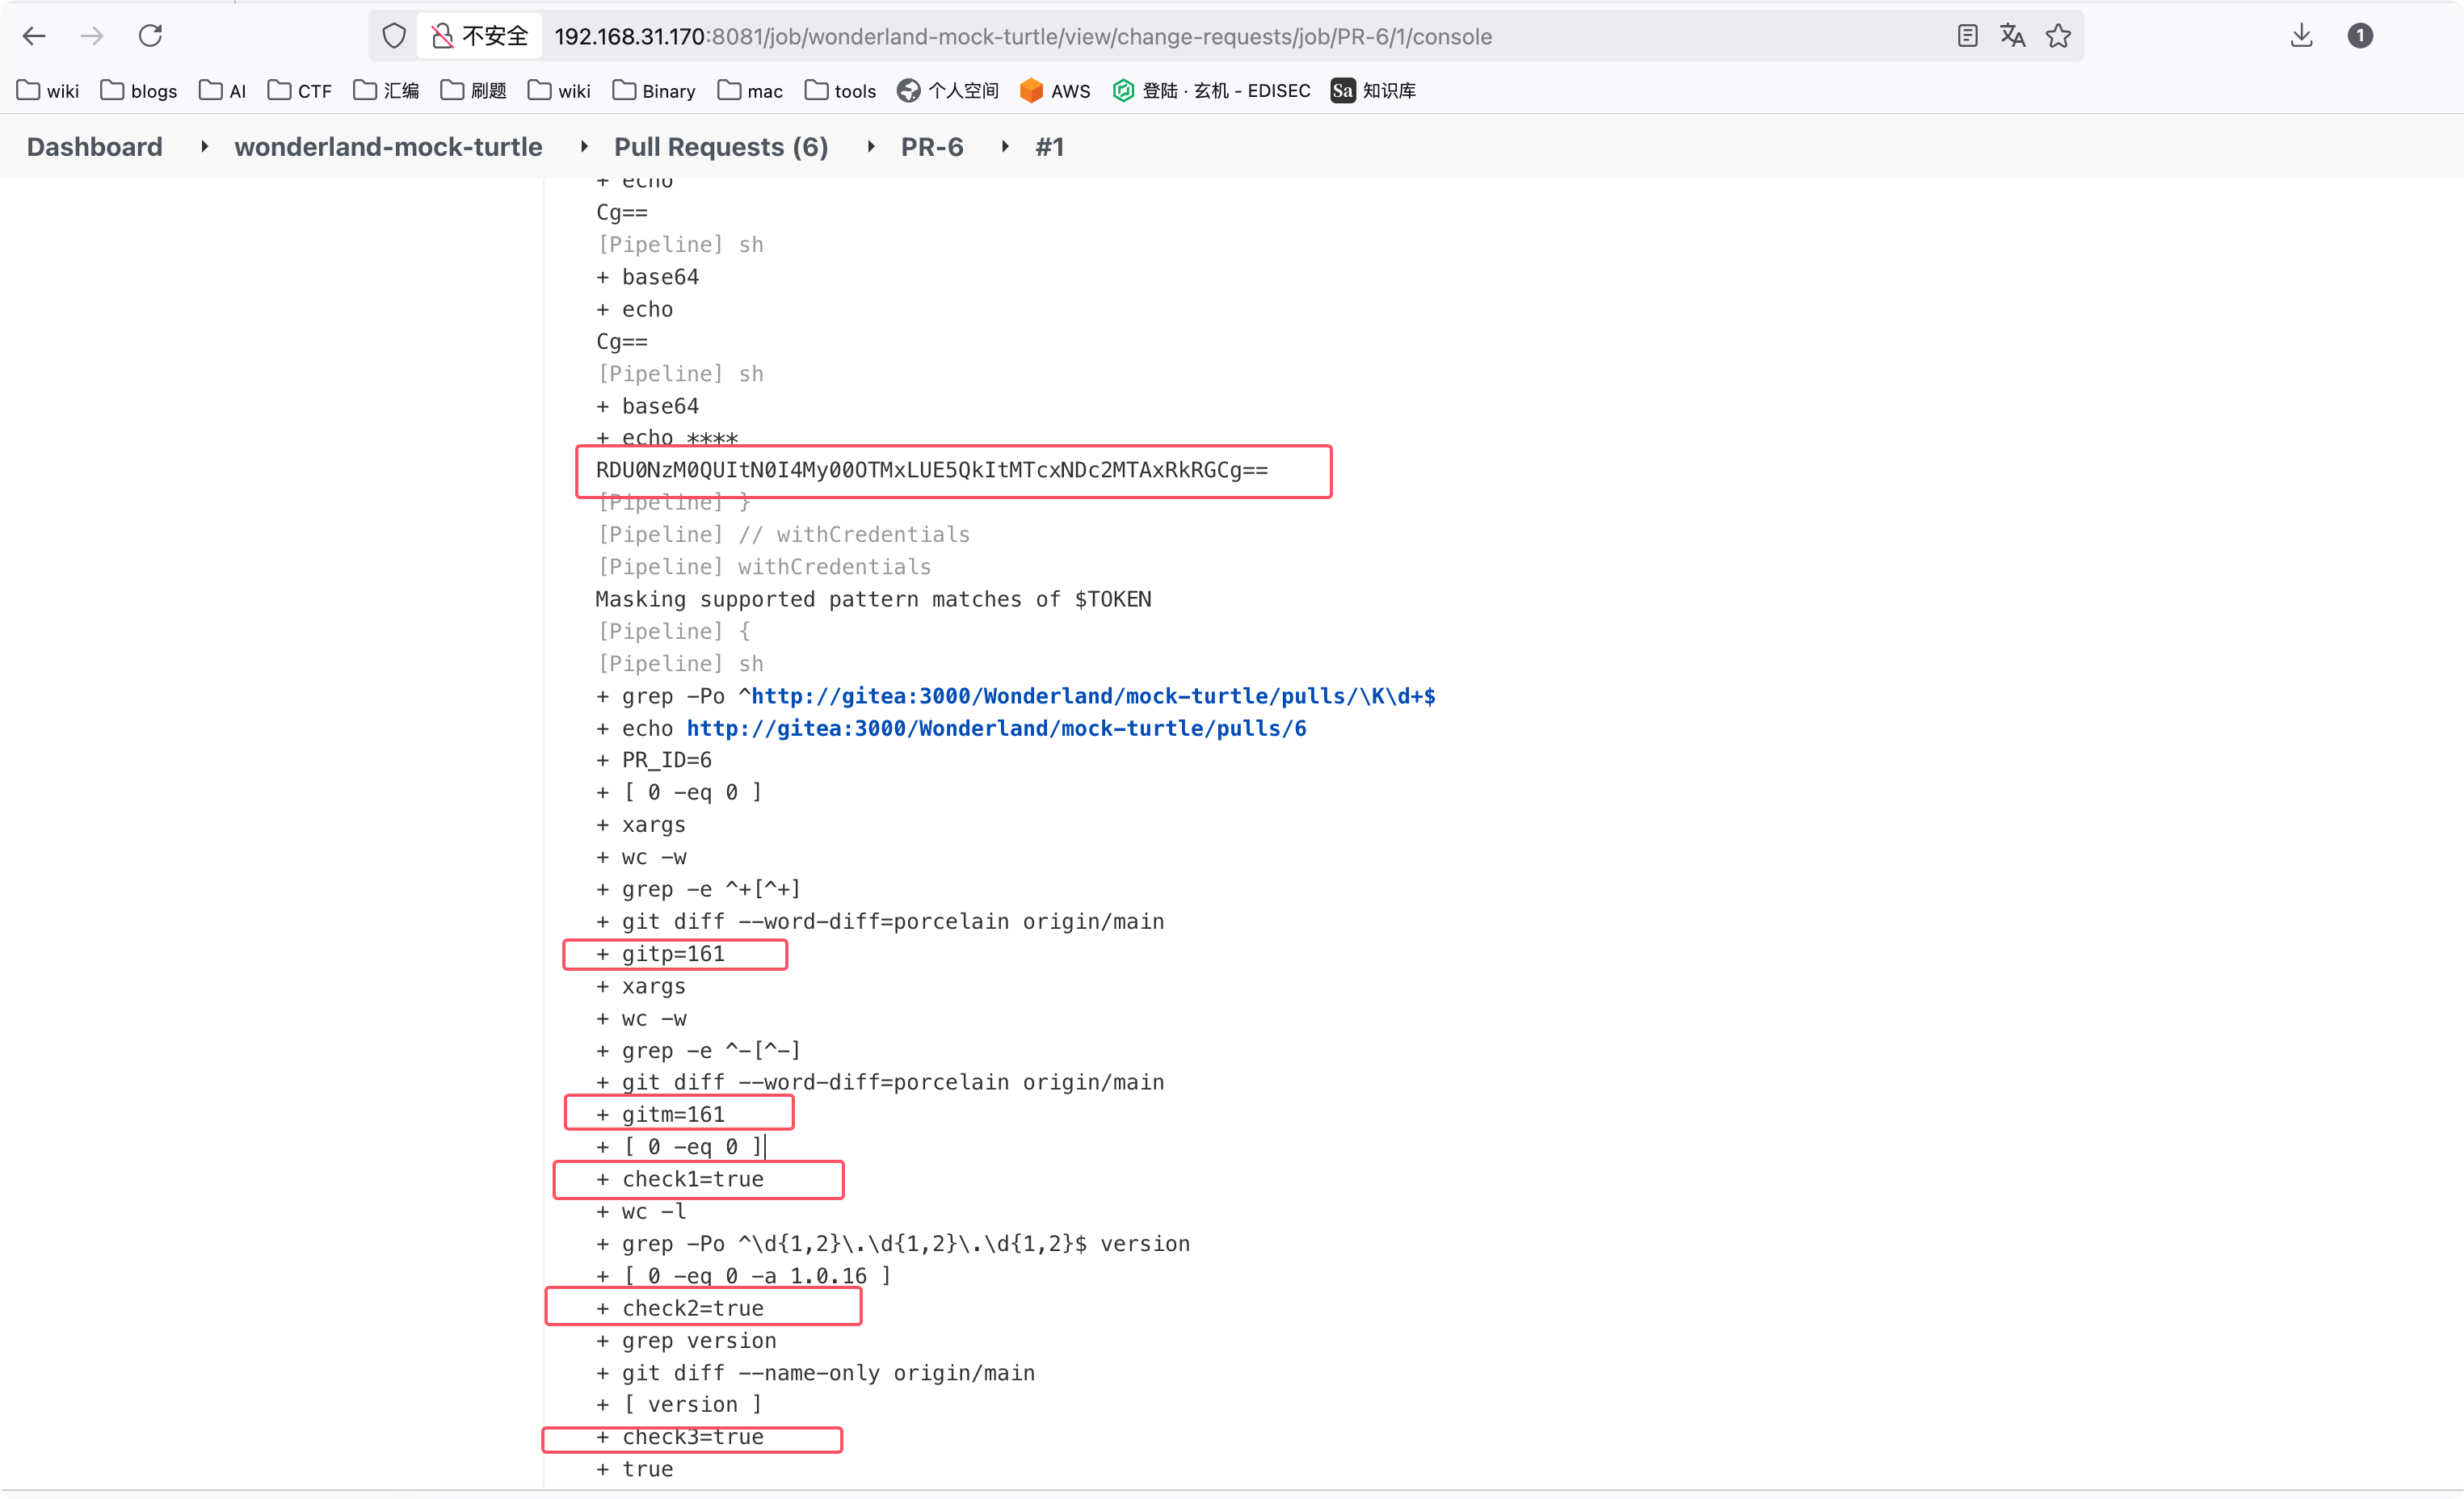 不安全 192.168.31.170:8081/job/wonderland-mock-turtle/view/change-requests/job/PR-6/1/console 1
wiki blogs AI CTF 汇编 刷题 wiki Binary mac tools 个人空间 AWS 登陆 · 玄机 - EDISEC Sa 知识库
Dashboard wonderland-mock-turtle Pull Requests (6) PR-6 #1
+ echo
Cg==
[Pipeline] sh
+ base64
+ echo
Cg==
[Pipeline] sh
+ base64
+ echo ****
RDU0NzM0QUItN0I4My00OTMxLUE5QkItMTcxNDc2MTAxRkRGCg==
[Pipeline] }
[Pipeline] // withCredentials
[Pipeline] withCredentials
Masking supported pattern matches of $TOKEN
[Pipeline] {
[Pipeline] sh
+ grep -Po ^http://gitea:3000/Wonderland/mock-turtle/pulls/\K\d+$
+ echo http://gitea:3000/Wonderland/mock-turtle/pulls/6
+ PR_ID=6
+ [ 0 -eq 0 ]
+ xargs
+ wc -w
+ grep -e ^+[^+]
+ git diff --word-diff=porcelain origin/main
+ gitp=161
+ xargs
+ wc -w
+ grep -e ^-[^-]
+ git diff --word-diff=porcelain origin/main
+ gitm=161
+ [ 0 -eq 0 ]
+ check1=true
+ wc -l
+ grep -Po ^\d{1,2}\.\d{1,2}\.\d{1,2}$ version
+ [ 0 -eq 0 -a 1.0.16 ]
+ check2=true
+ grep version
+ git diff --name-only origin/main
+ [ version ]
+ check3=true
+ true